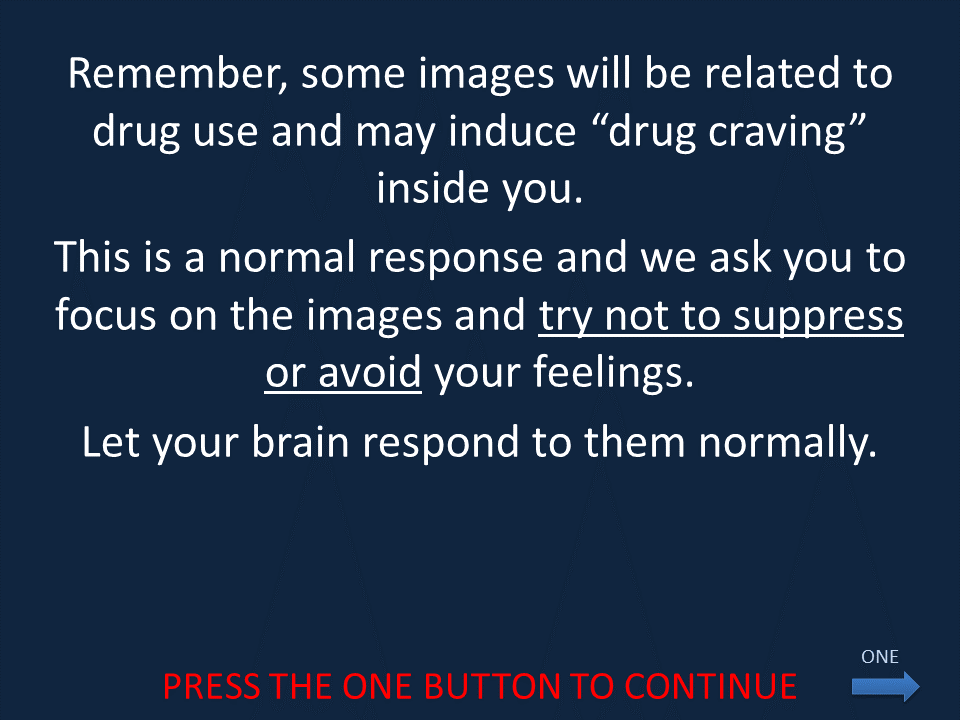 Remember, some images will be related to
drug use and may induce “drug craving”
inside you.
This is a normal response and we ask you to
focus on the images and try not to suppress
or avoid your feelings.
Let your brain respond to them normally.
ONE
PRESS THE ONE BUTTON TO CONTINUE